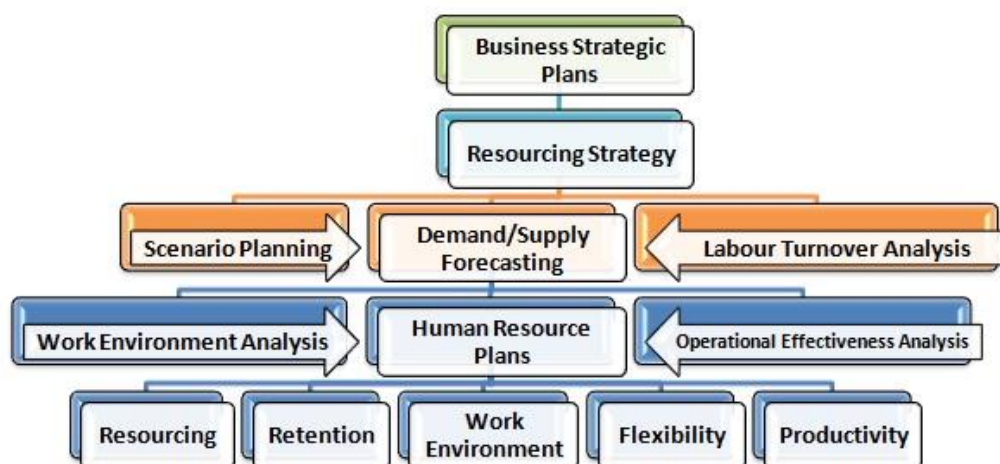 Business Strategic
Plans
Resourcing Strategy
Scenario Planning
Demand/Supply
Forecasting
Labour Turnover Analysis
Work Environment Analysis
Human Resource
Plans
Operational Effectiveness Analysis
Resourcing
Retention
Work
Environment
Flexibility
Productivity